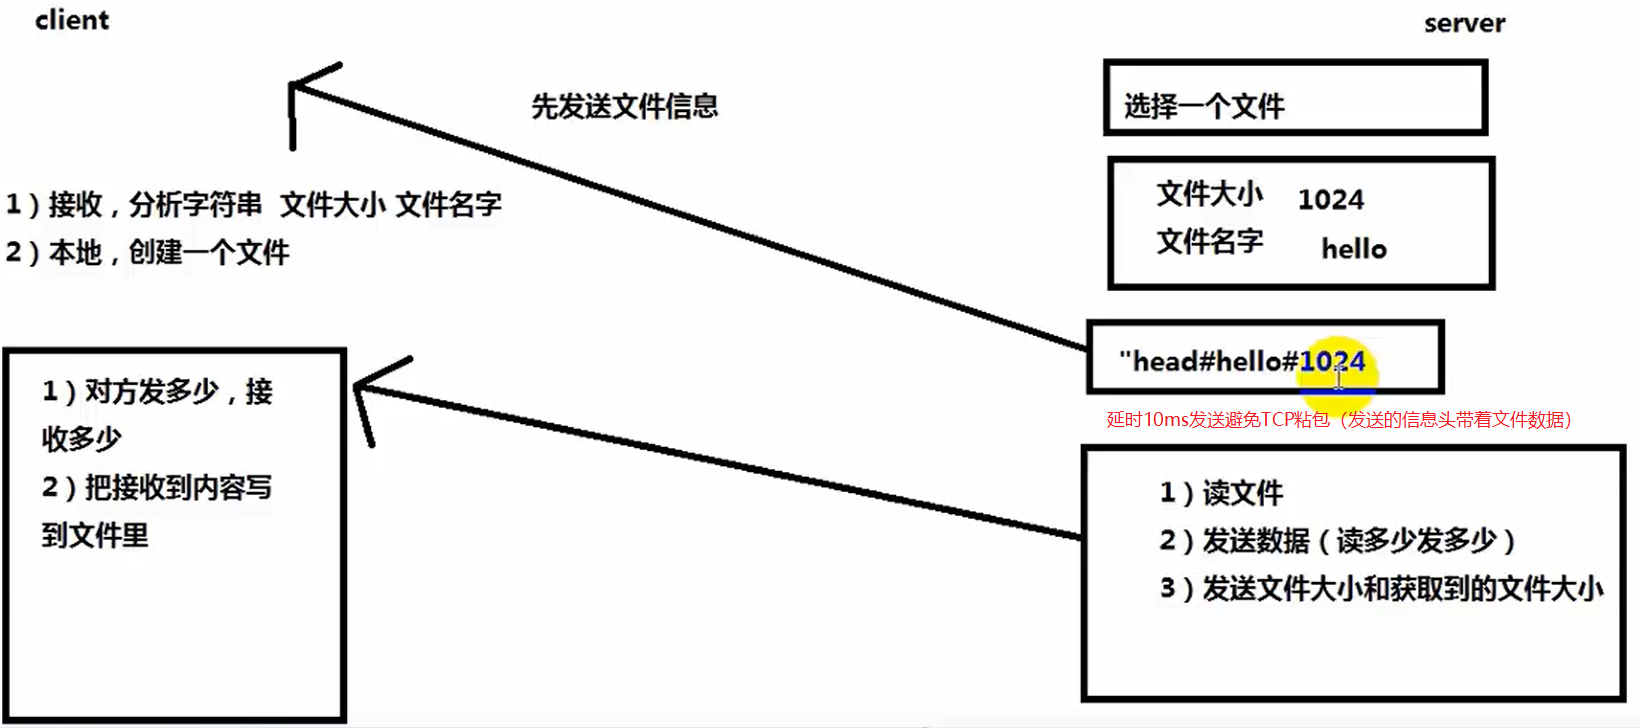 client
server
先发送文件信息
选择一个文件
文件大小 1024
文件名字 hello
1）接收，分析字符串 文件大小 文件名字
2）本地，创建一个文件
"head#hello#1024
延时10ms发送避免TCP粘包（发送的信息头带着文件数据）
1）对方发多少，接
收多少
2）把接收到内容写
到文件里
1）读文件
2）发送数据（读多少发多少）
3）发送文件大小和获取到的文件大小